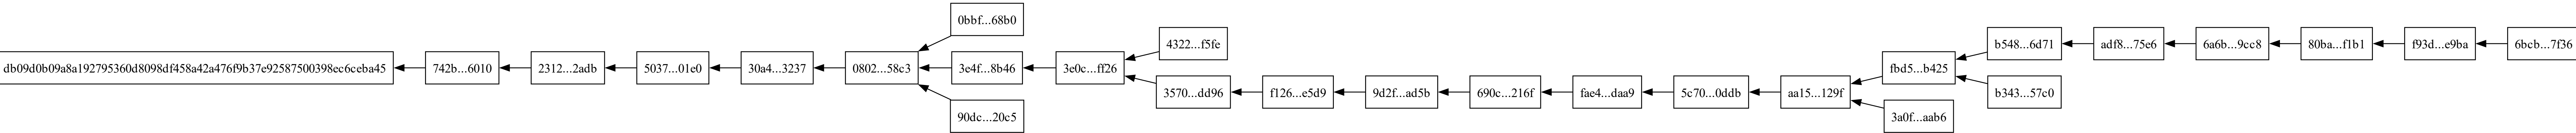 db09d0b09a8a192795360d8098df458a42a476f9b37e92587500398ec6ceba45
742b...6010
2312...2adb
5037...01e0
30a4...3237
0802...58c3
0bbf...68b0
3e4f...8b46
90dc...20c5
3e0c...ff26
4322...f5fe
3570...dd96
f126...e5d9
9d2f...ad5b
690c...216f
fae4...daa9
5c70...0ddb
aa15...129f
fbd5...b425
3a0f...aab6
b548...6d71
b343...57c0
adf8...75e6
6a6b...9cc8
80ba...f1b1
f93d...e9ba
6bcb...7f36